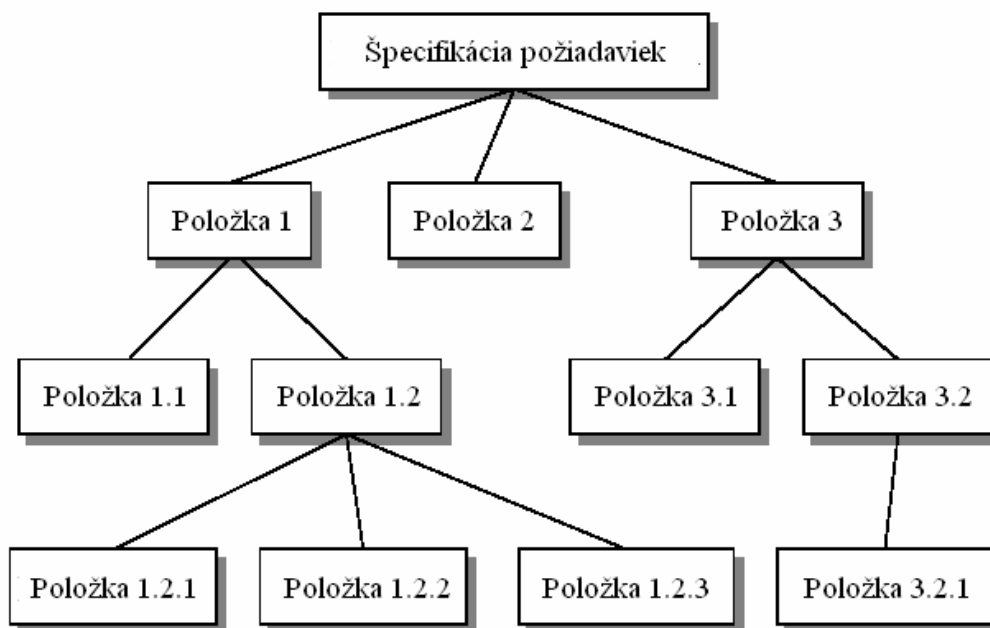 Špecifikácia požiadaviek
Položka 1
Položka 2
Položka 3
Položka 1.1
Položka 1.2
Položka 3.1
Položka 3.2
Položka 1.2.1
Položka 1.2.2
Položka 1.2.3
Položka 3.2.1